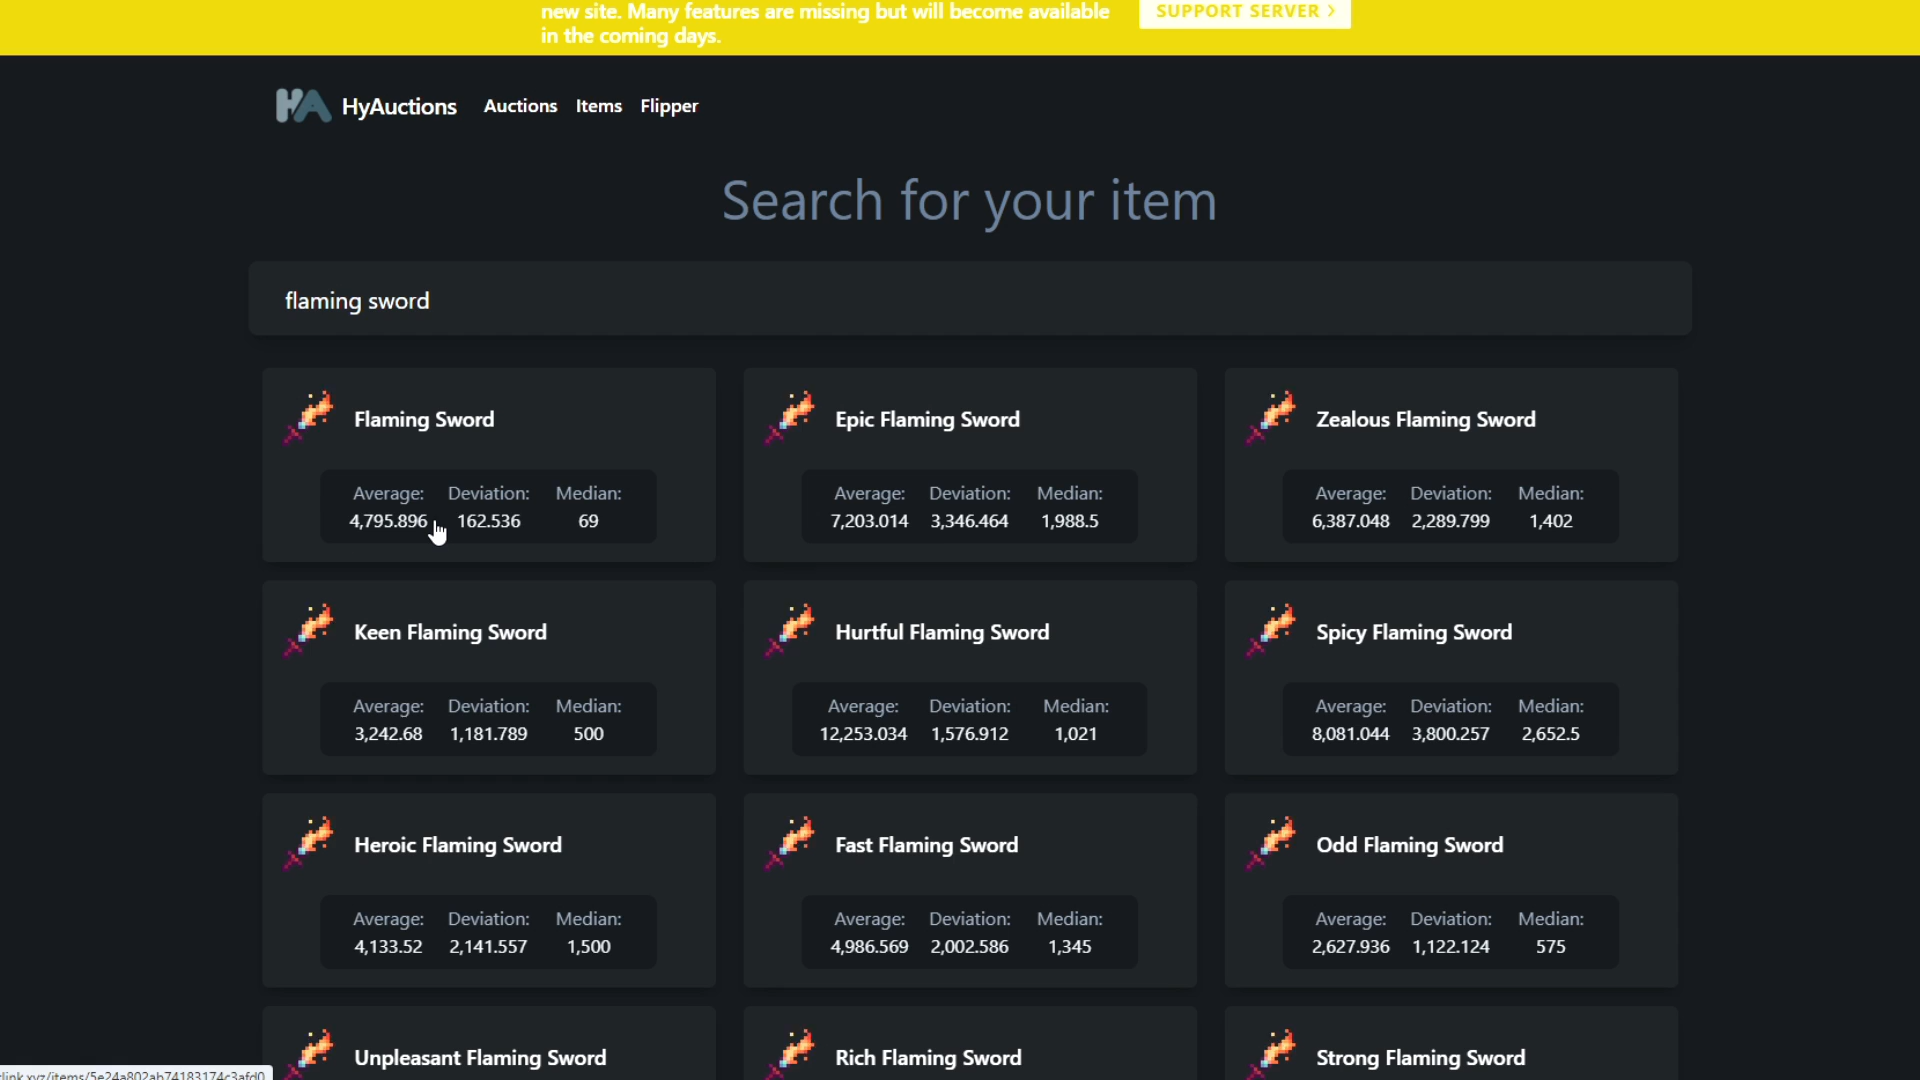 new site. Many features are missing but will become available
in the coming days.
SUPPORT SERVER >
HA HyAuctions Auctions Items Flipper
Search for your item
flaming sword
Flaming Sword
Average: Deviation: Median:
4,795.896 162.536 69
Epic Flaming Sword
Average: Deviation: Median:
7,203.014 3,346.464 1,988.5
Zealous Flaming Sword
Average: Deviation: Median:
6,387.048 2,289.799 1,402
Keen Flaming Sword
Average: Deviation: Median:
3,242.68 1,181.789 500
Hurtful Flaming Sword
Average: Deviation: Median:
12,253.034 1,576.912 1,021
Spicy Flaming Sword
Average: Deviation: Median:
8,081.044 3,800.257 2,652.5
Heroic Flaming Sword
Average: Deviation: Median:
4,133.52 2,141.557 1,500
Fast Flaming Sword
Average: Deviation: Median:
4,986.569 2,002.586 1,345
Odd Flaming Sword
Average: Deviation: Median:
2,627.936 1,122.124 575
Unpleasant Flaming Sword
Rich Flaming Sword
Strong Flaming Sword